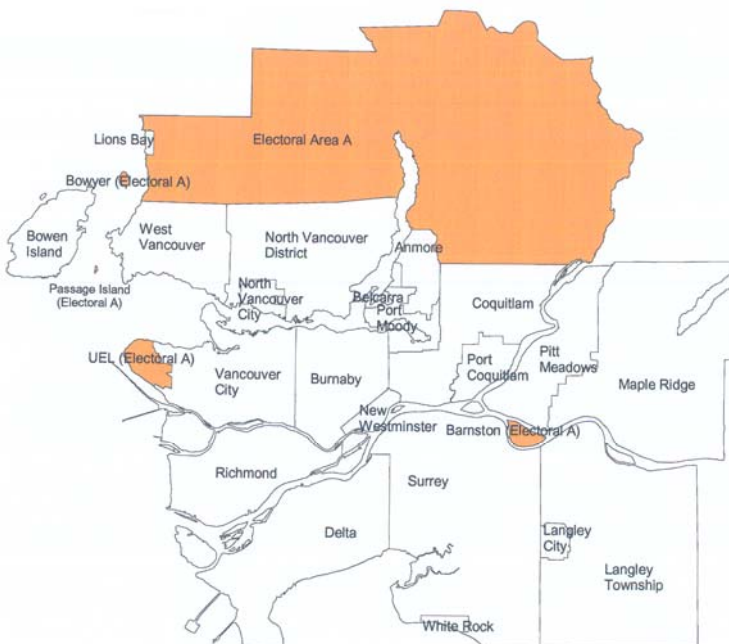 Lions Bay
Electoral Area A
Bowyer (Electoral A)
Bowen
Island
West
Vancouver
North Vancouver
District
Anmore
Passage Island
(Electoral A)
North
Vancouver
City
Belcarra
Port
Moody
Coquitlam
UEL (Electoral A)
Vancouver
City
Burnaby
Port
Coquitlam
Pitt
Meadows
Maple Ridge
New
Westminster
Barnston (Electoral A)
Richmond
Surrey
Delta
Langley
City
Langley
Township
White Rock